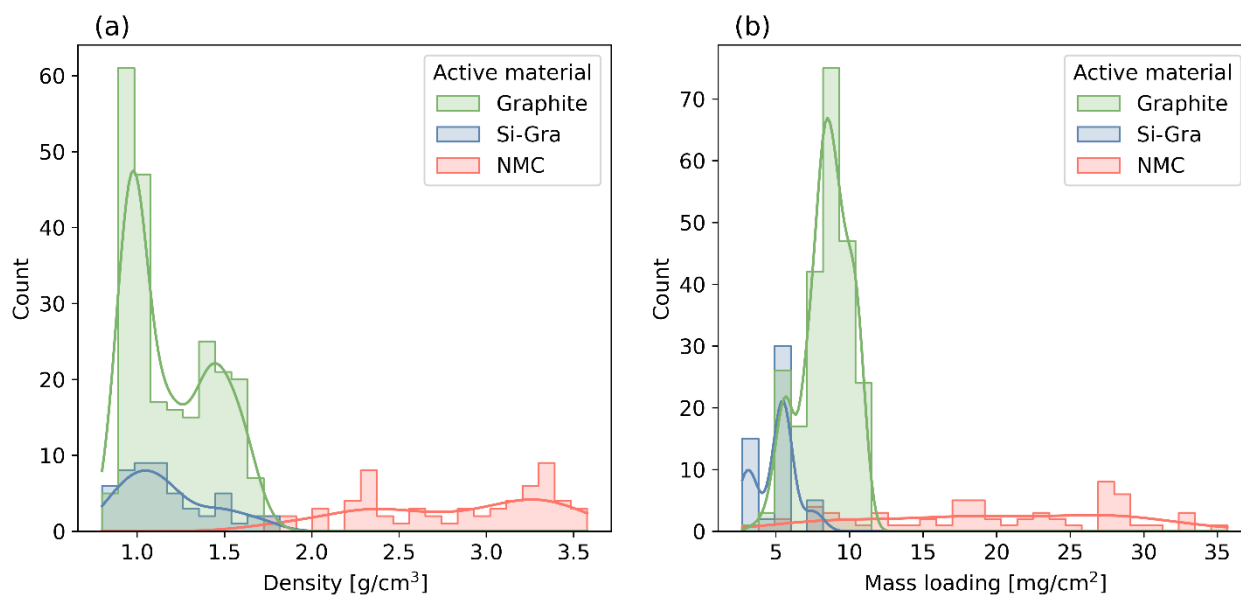 (a)
Count
60
50
40
30
20
10
0
1.0 1.5 2.0 2.5 3.0 3.5
Density [g/cm³]
Active material
Graphite
Si-Gra
NMC
(b)
Count
70
60
50
40
30
20
10
0
5 10 15 20 25 30 35
Mass loading [mg/cm²]
Active material
Graphite
Si-Gra
NMC